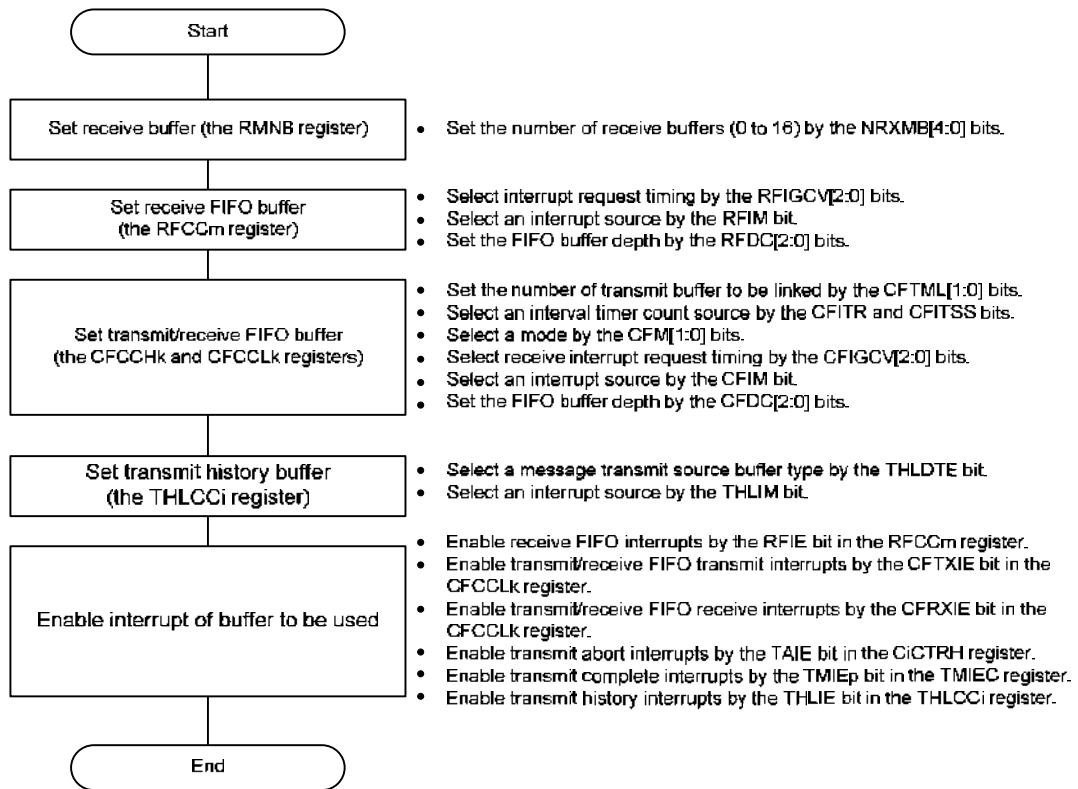 Start
Set receive buffer (the RMNB register)
• Set the number of receive buffers (0 to 16) by the NRXMB[4:0] bits.
Set receive FIFO buffer
(the RFCCm register)
• Select interrupt request timing by the RFIGCV[2:0] bits.
• Select an interrupt source by the RFIM bit.
• Set the FIFO buffer depth by the RFDC[2:0] bits.
Set transmit/receive FIFO buffer
(the CFCCHk and CFCCLk registers)
• Set the number of transmit buffer to be linked by the CFTML[1:0] bits.
• Select an interval timer count source by the CFITR and CFITSS bits.
• Select a mode by the CFM[1:0] bits.
• Select receive interrupt request timing by the CFIGCV[2:0] bits.
• Select an interrupt source by the CFIM bit.
• Set the FIFO buffer depth by the CFDC[2:0] bits.
Set transmit history buffer
(the THLCCi register)
• Select a message transmit source buffer type by the THLDTE bit.
• Select an interrupt source by the THLIM bit.
Enable interrupt of buffer to be used
• Enable receive FIFO interrupts by the RFIE bit in the RFCCm register.
• Enable transmit/receive FIFO transmit interrupts by the CFTXIE bit in the
CFCCLk register.
• Enable transmit/receive FIFO receive interrupts by the CFRXIE bit in the
CFCCLk register.
• Enable transmit abort interrupts by the TAIE bit in the CiCTRH register.
• Enable transmit complete interrupts by the TMIEp bit in the TMIEC register.
• Enable transmit history interrupts by the THLIE bit in the THLCCi register.
End